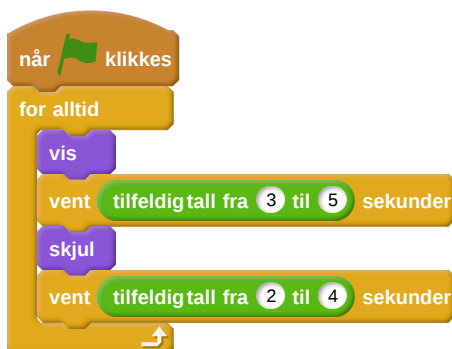 når klikkes
for alltid
vis
vent tilfeldig tall fra 3 til 5 sekunder
skjul
vent tilfeldig tall fra 2 til 4 sekunder